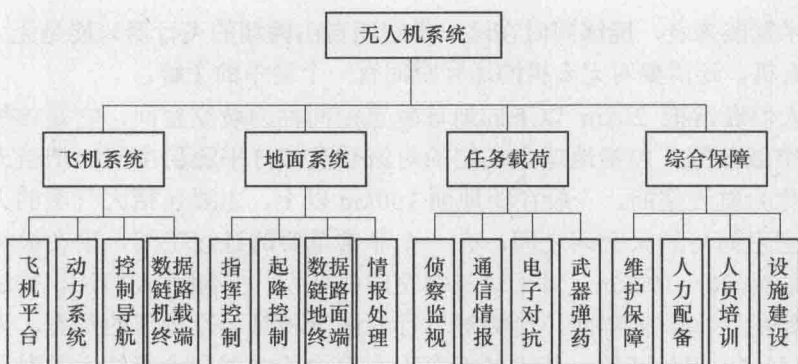 无人机系统
飞机系统
地面系统
任务载荷
综合保障
飞机平台
动力系统
控制导航
数据链路机载终端
指挥控制
起降控制
数据链路地面终端
情报处理
侦察监视
通信情报
电子对抗
武器弹药
维护保障
人力配备
人员培训
设施建设